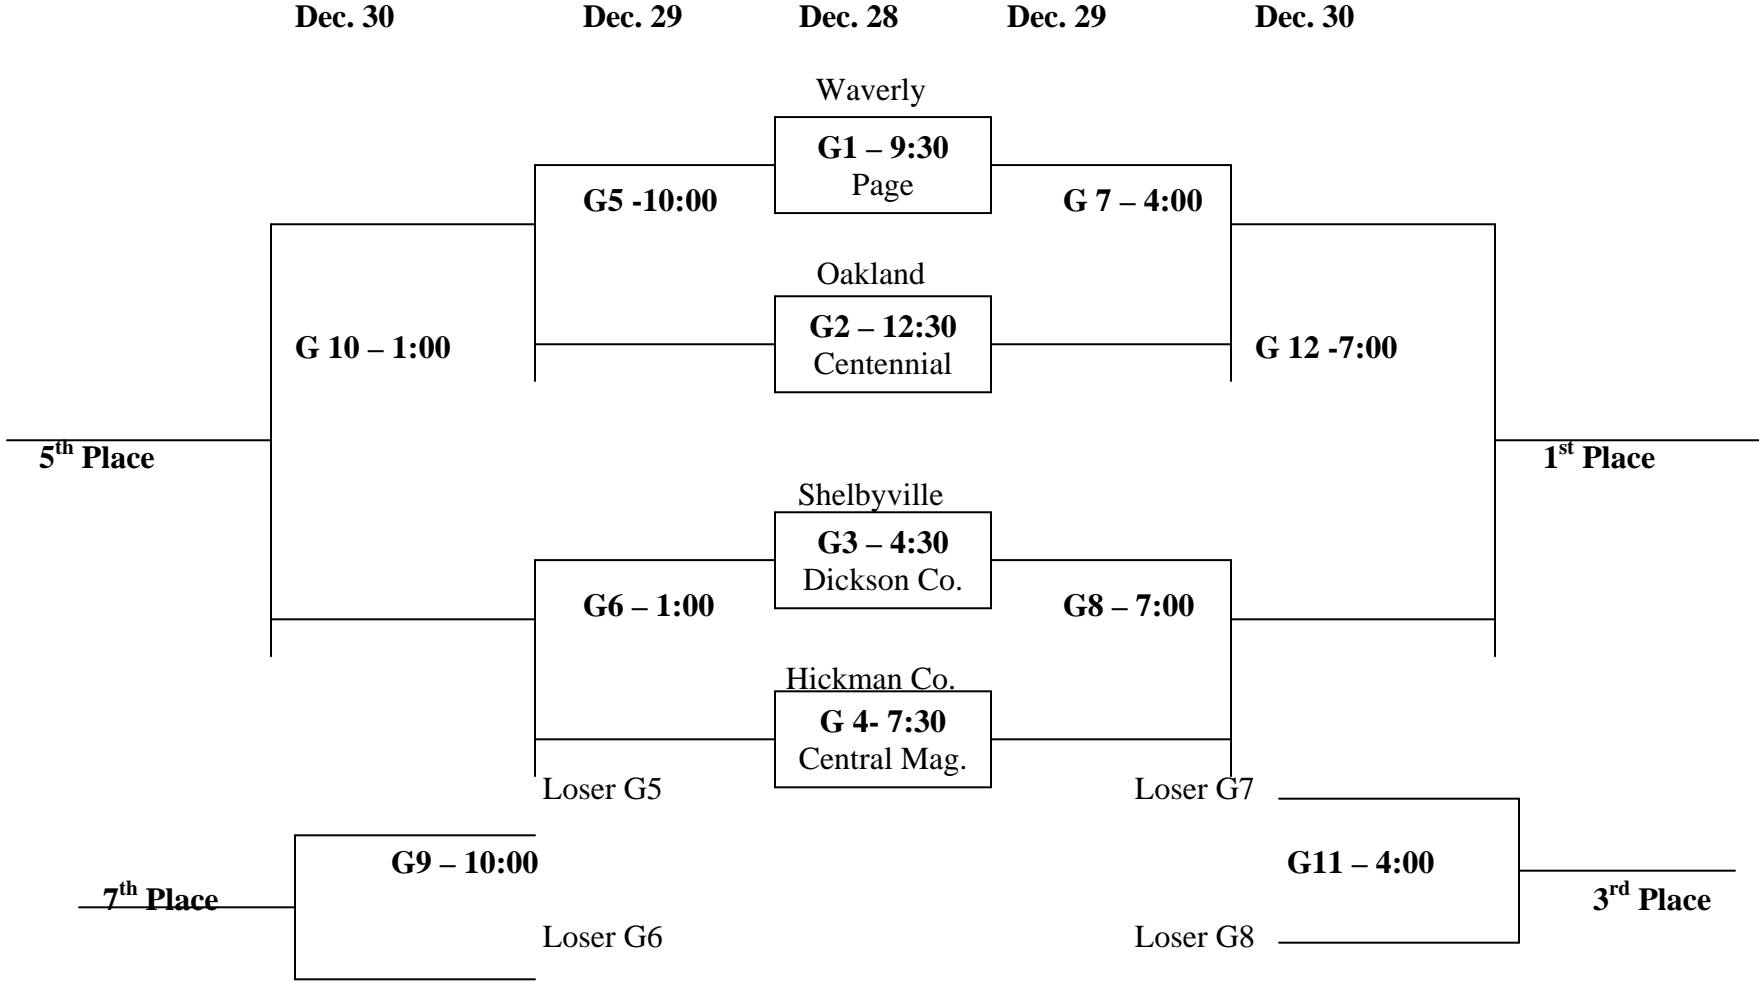 Dec. 30 Dec. 29 Dec. 28 Dec. 29 Dec. 30
Waverly
G1 – 9:30
Page
G5 -10:00
G 7 – 4:00
Oakland
G2 – 12:30
Centennial
G 10 – 1:00
G 12 -7:00
5th Place
1st Place
Shelbyville
G3 – 4:30
Dickson Co.
G6 – 1:00
G8 – 7:00
Hickman Co.
G 4- 7:30
Central Mag.
Loser G5
Loser G7
G9 – 10:00
G11 – 4:00
7th Place
3rd Place
Loser G6
Loser G8